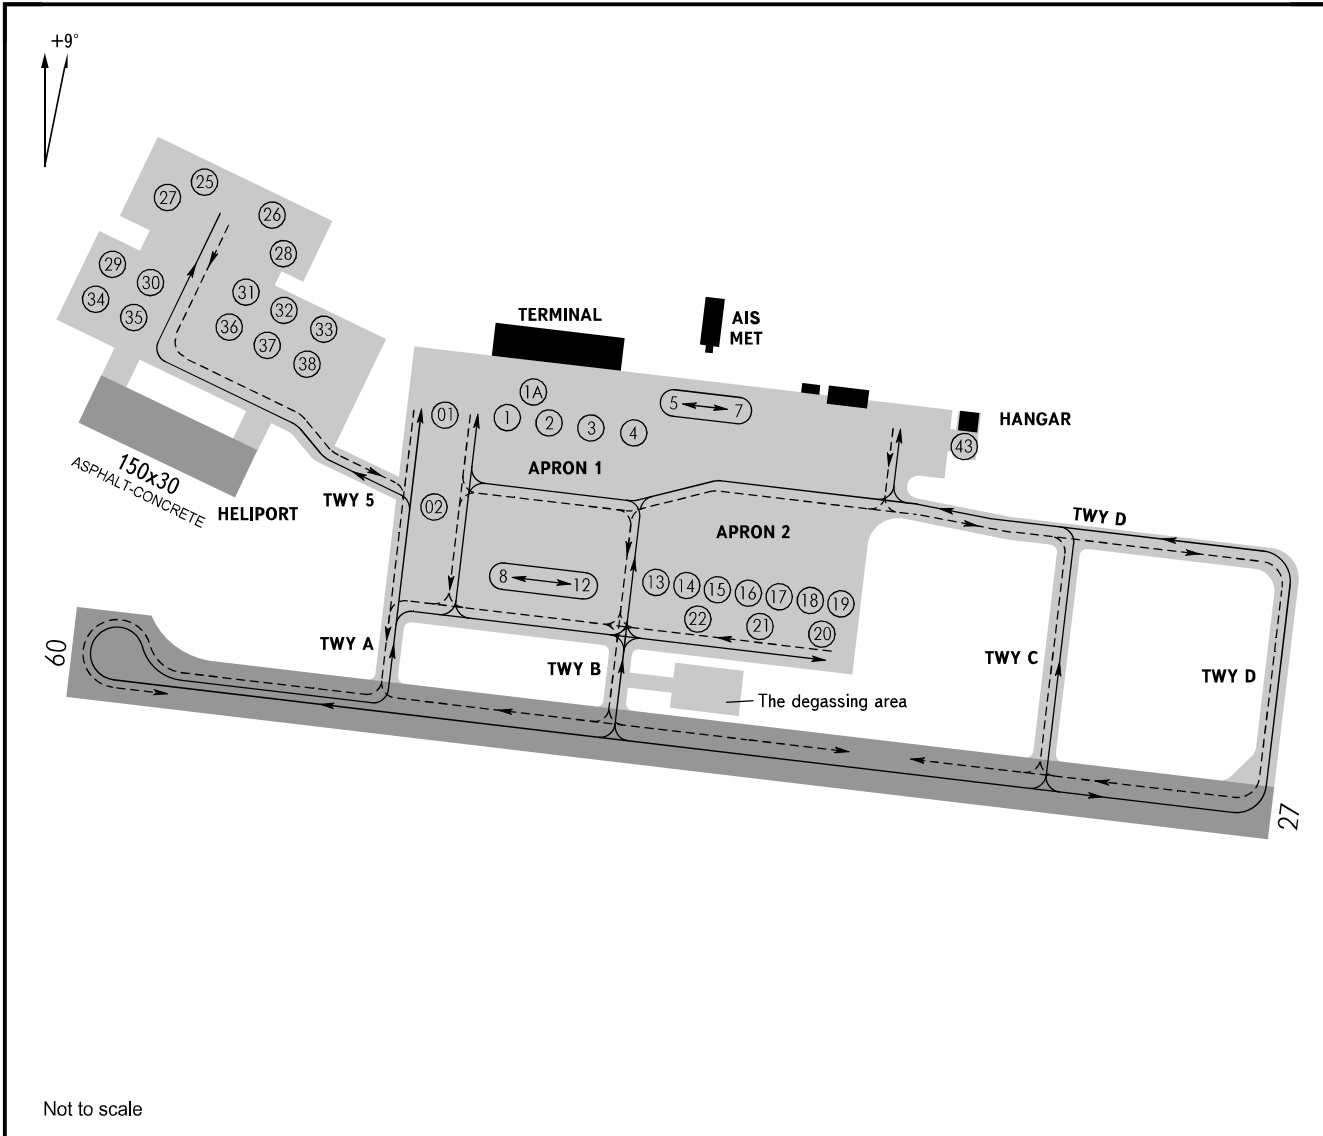 +9°
25
27
26
28
29
30
31
34
32
35
33
36
37
38
TERMINAL
AIS
MET
1A
5
7
01
1
2
3
4
HANGAR
43
APRON 1
150x30
ASPHALT-CONCRETE
HELIPORT
TWY 5
02
TWY D
APRON 2
8
12
13
14
15
16
17
18
19
22
21
20
09
TWY A
TWY B
TWY C
TWY D
The degassing area
27
Not to scale